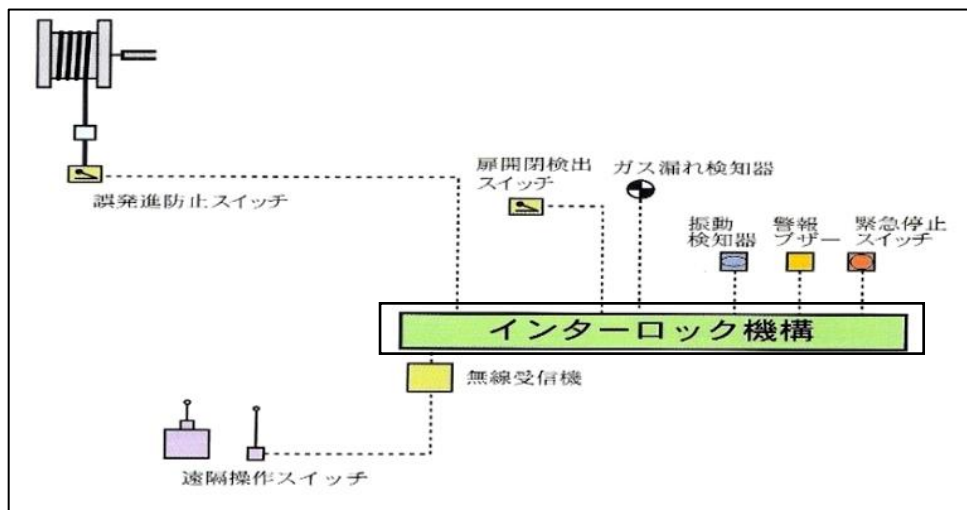 扉開閉検出
スイッチ
ガス漏れ検知器
誤発進防止スイッチ
振動
検知器
警報
ブザー
緊急停止
スイッチ
インターロック機構
無線受信機
遠隔操作スイッチ